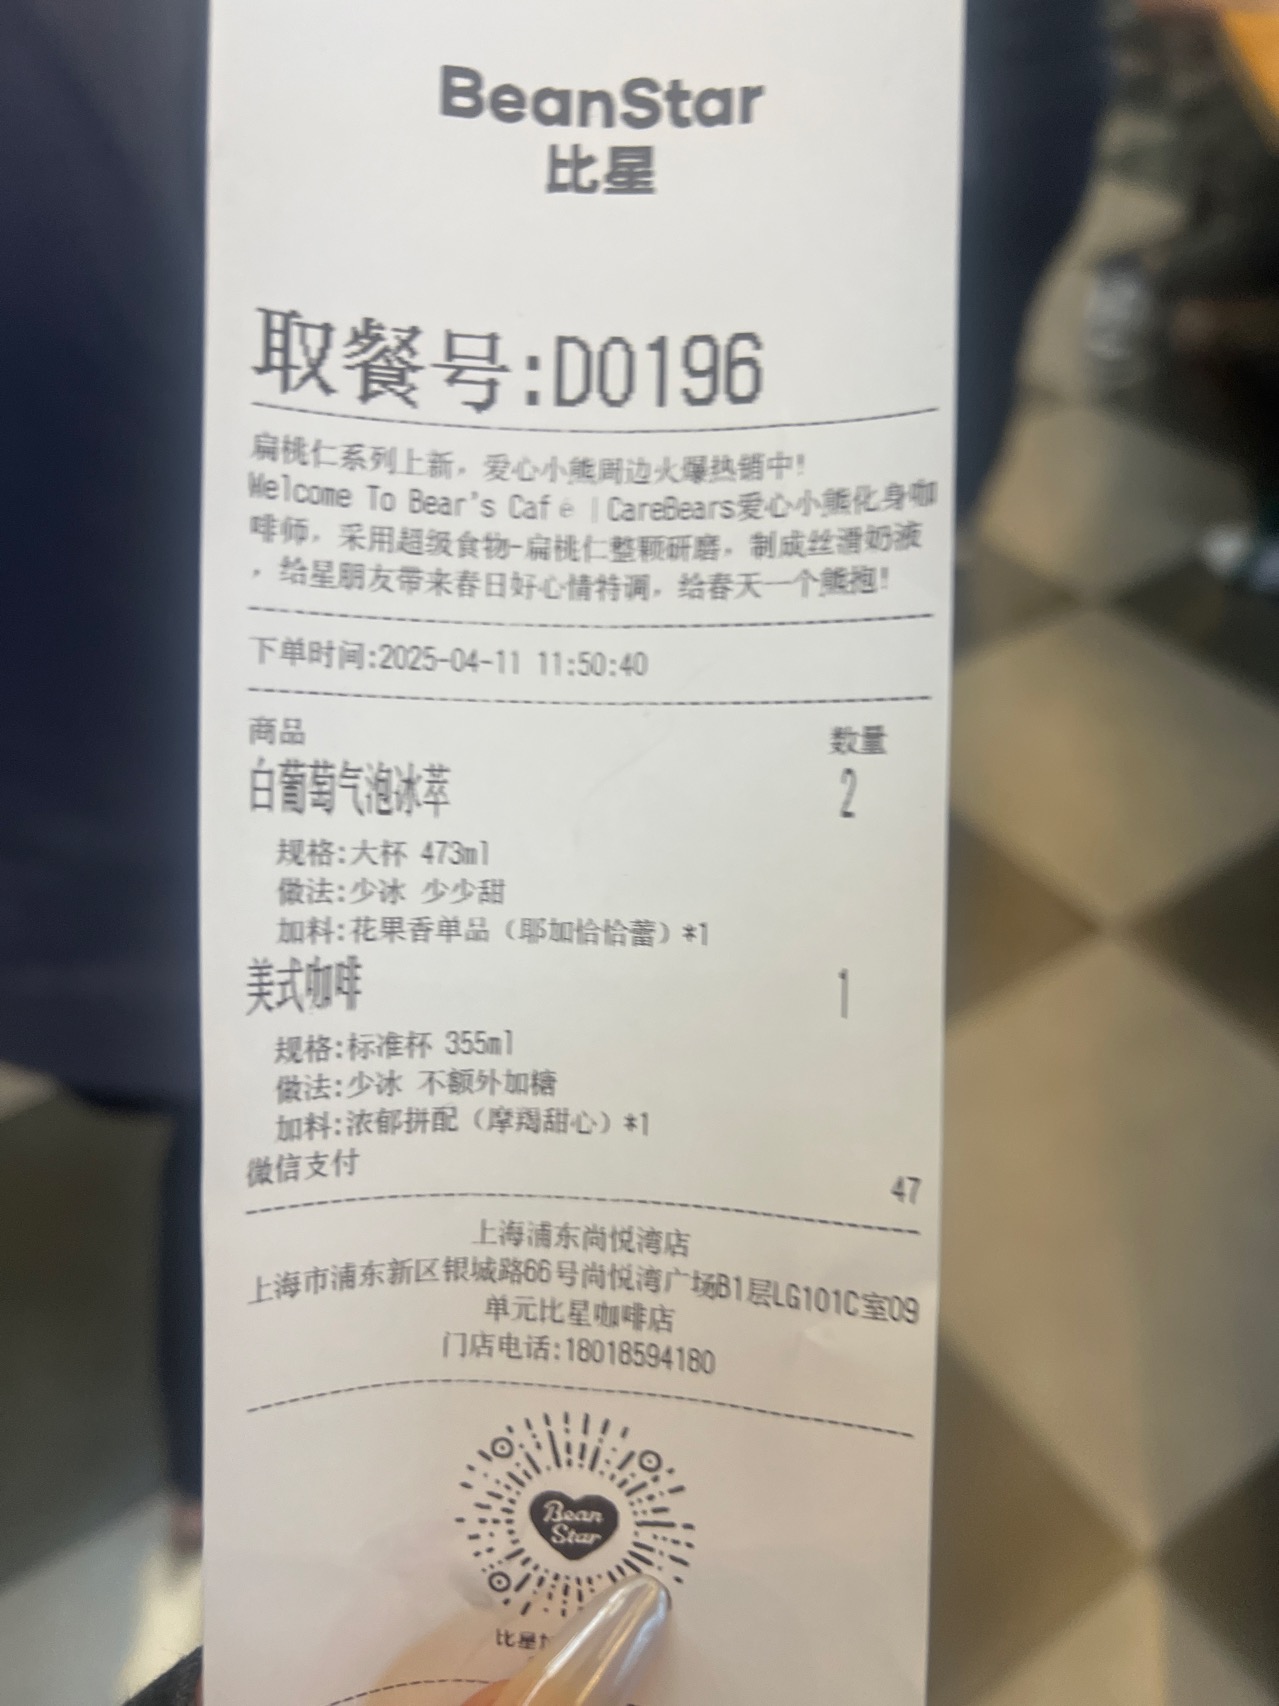 BeanStar
比星
取餐号:D0196
扁桃仁系列上新，爱心小熊周边火爆热销中！
Welcome To Bear's Café |CareBears爱心小熊化身咖
啡师，采用超级食物-扁桃仁整颗研磨，制成丝滑奶液
，给星朋友带来春日好心情特调，给春天一个熊抱！
下单时间:2025-04-11 11:50:40
商品 数量
白葡萄气泡冰萃 2
规格:大杯 473ml
做法:少冰 少少甜
加料:花果香单品（耶加恰恰蕾）*1
美式咖啡 1
规格:标准杯 355ml
做法:少冰 不额外加糖
加料:浓郁拼配（摩羯甜心）*1
微信支付 47
上海浦东尚悦湾店
上海市浦东新区银城路66号尚悦湾广场B1层LG101C室09
单元比星咖啡店
门店电话:18018594180
Bean
Star
比星